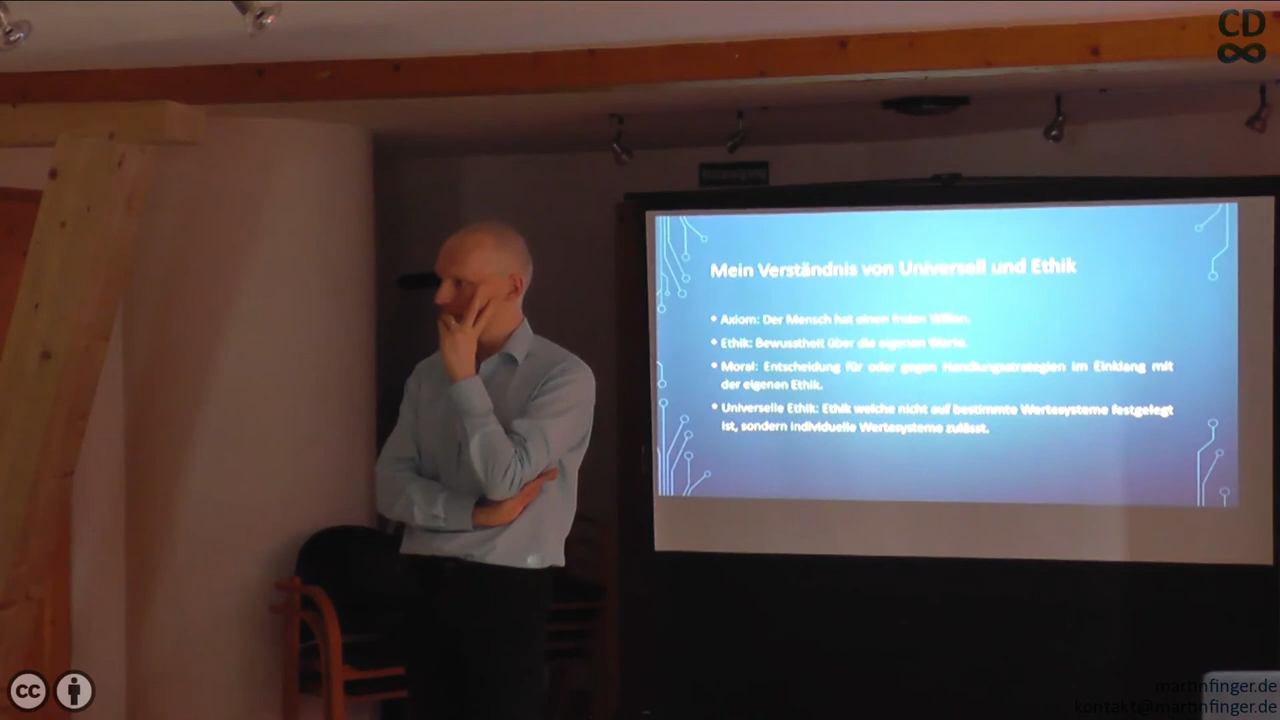 CD
Mein Verständnis von Universell und Ethik
• Axiom: Der Mensch hat einen freien Willen.
• Ethik: Bewusstheit über die eigenen Werte.
• Moral: Entscheidung für oder gegen Handlungsstrategien im Einklang mit
der eigenen Ethik.
• Universelle Ethik: Ethik welche nicht auf bestimmte Wertesysteme festgelegt
ist, sondern individuelle Wertesysteme zulässt.
cc
martinfinger.de
kontakt@martinfinger.de